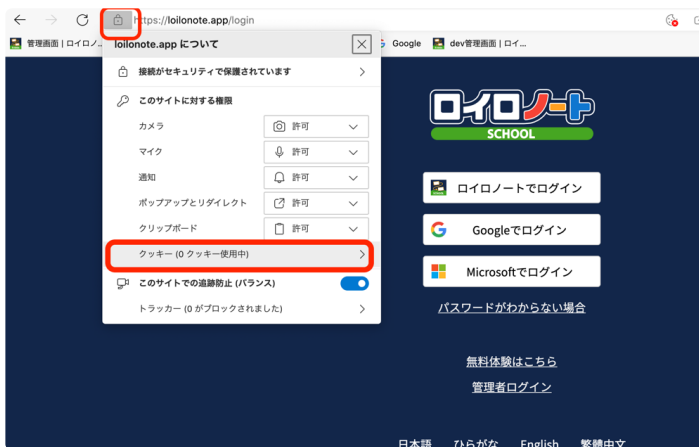 https://loilonote.app/login
管理画面 | ロイロノ...
Google
dev管理画面 | ロイ...
loilonote.app について
接続がセキュリティで保護されています
このサイトに対する権限
カメラ
許可
マイク
許可
通知
許可
ポップアップとリダイレクト
許可
クリップボード
許可
クッキー (0 クッキー使用中)
このサイトでの追跡防止 (バランス)
トラッカー (0 がブロックされました)
ロイロノート
SCHOOL
ロイロノートでログイン
Googleでログイン
Microsoftでログイン
パスワードがわからない場合
無料体験はこちら
管理者ログイン
日本語 ひらがな English 繁體中文